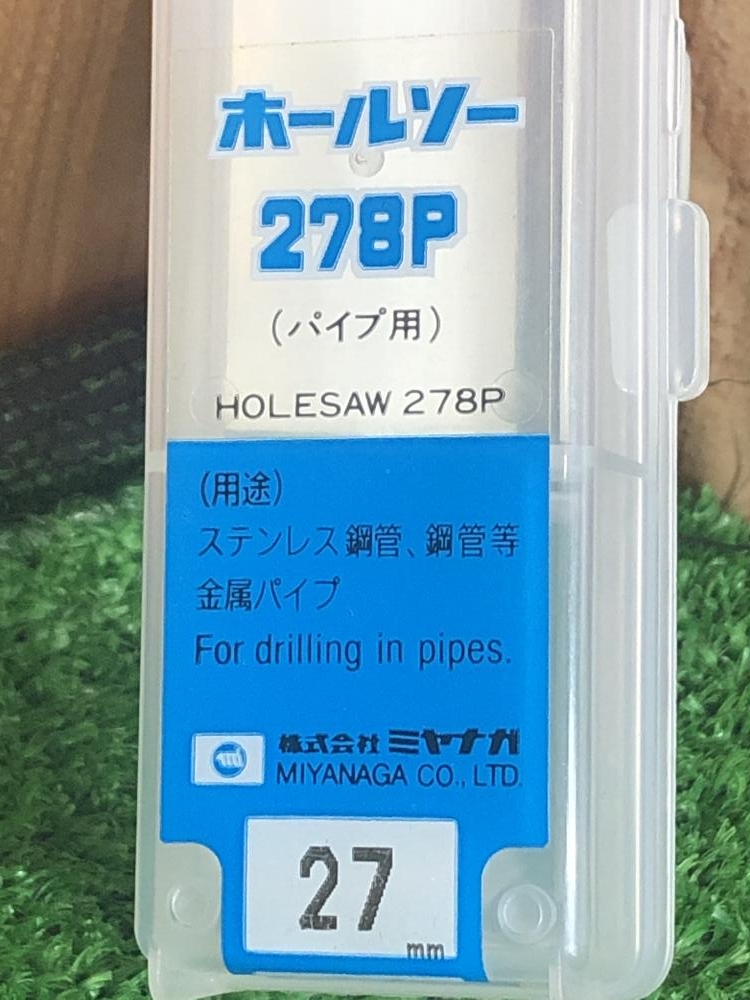 ホールソー
278P
(パイプ用)
HOLESAW 278P
(用途)
ステンレス鋼管、鋼管等
金属パイプ
For drilling in pipes.
株式会社ミヤナガ
MIYANAGA CO., LTD.
27
mm